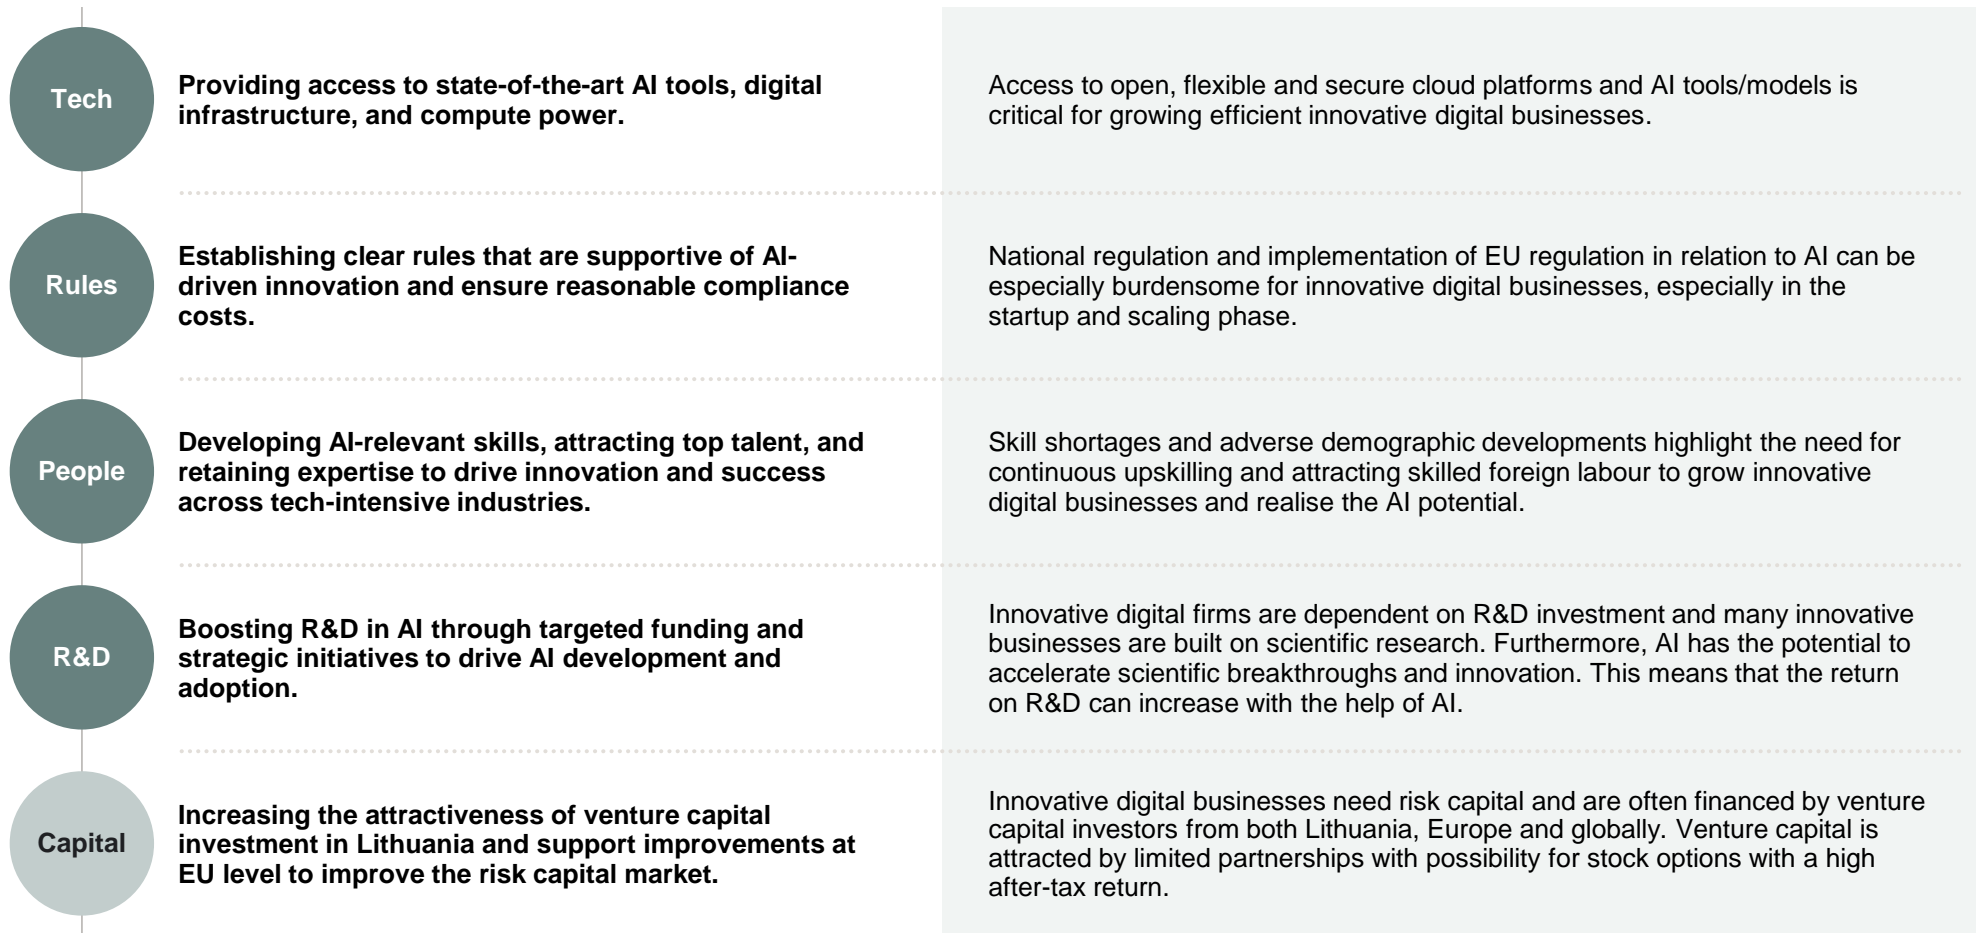 Tech
Providing access to state-of-the-art AI tools, digital
infrastructure, and compute power.
Access to open, flexible and secure cloud platforms and AI tools/models is
critical for growing efficient innovative digital businesses.
Rules
Establishing clear rules that are supportive of AI-
driven innovation and ensure reasonable compliance
costs.
National regulation and implementation of EU regulation in relation to AI can be
especially burdensome for innovative digital businesses, especially in the
startup and scaling phase.
People
Developing AI-relevant skills, attracting top talent, and
retaining expertise to drive innovation and success
across tech-intensive industries.
Skill shortages and adverse demographic developments highlight the need for
continuous upskilling and attracting skilled foreign labour to grow innovative
digital businesses and realise the AI potential.
R&D
Boosting R&D in AI through targeted funding and
strategic initiatives to drive AI development and
adoption.
Innovative digital firms are dependent on R&D investment and many innovative
businesses are built on scientific research. Furthermore, AI has the potential to
accelerate scientific breakthroughs and innovation. This means that the return
on R&D can increase with the help of AI.
Capital
Increasing the attractiveness of venture capital
investment in Lithuania and support improvements at
EU level to improve the risk capital market.
Innovative digital businesses need risk capital and are often financed by venture
capital investors from both Lithuania, Europe and globally. Venture capital is
attracted by limited partnerships with possibility for stock options with a high
after-tax return.